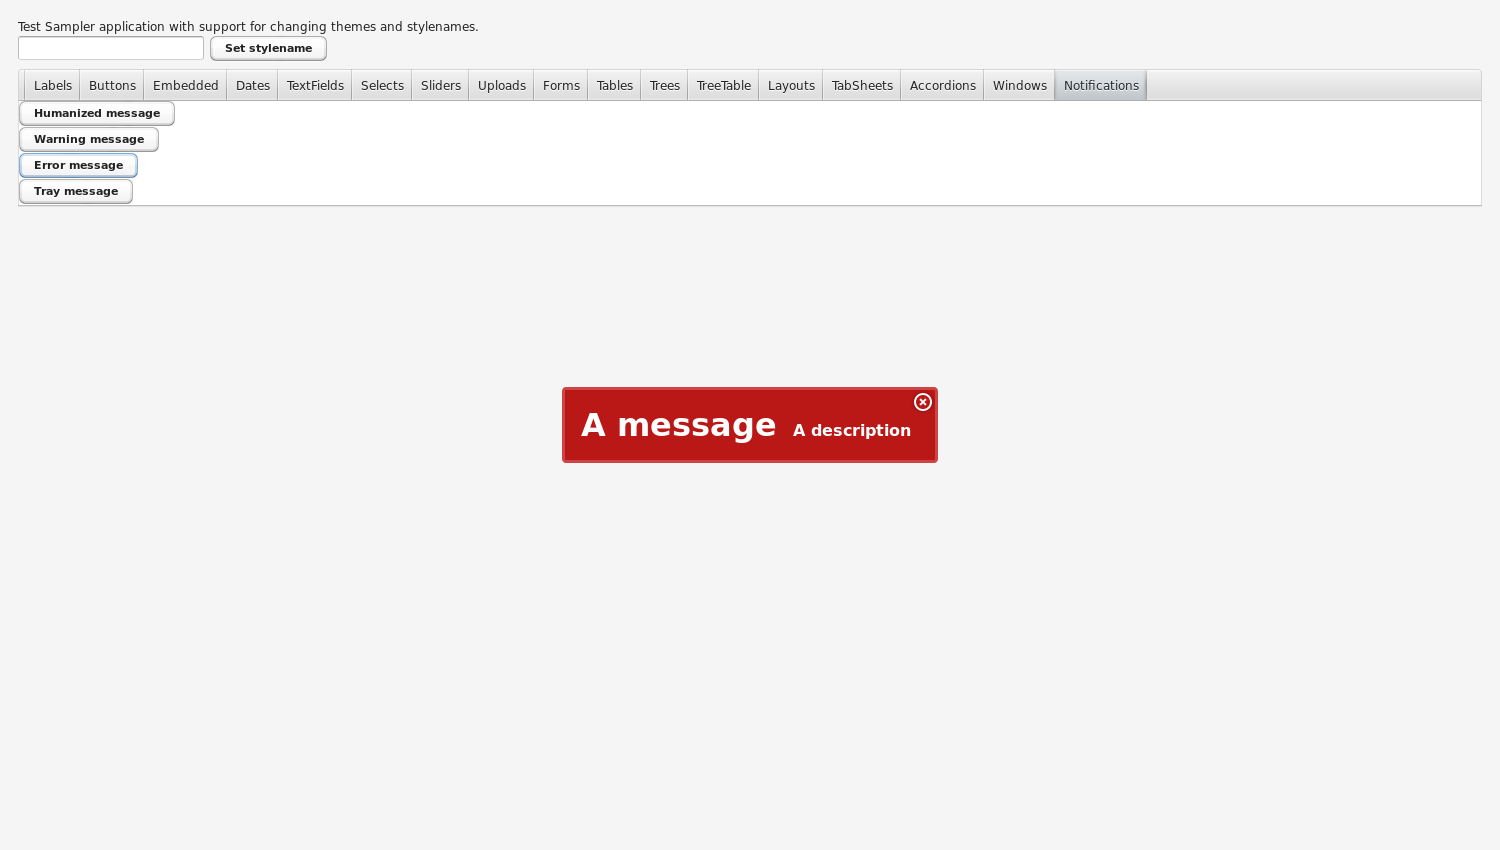 Test Sampler application with support for changing themes and stylenames.
Set stylename
Labels Buttons Embedded Dates TextFields Selects Sliders Uploads Forms Tables Trees TreeTable Layouts TabSheets Accordions Windows Notifications
Humanized message
Warning message
Error message
Tray message
A message A description